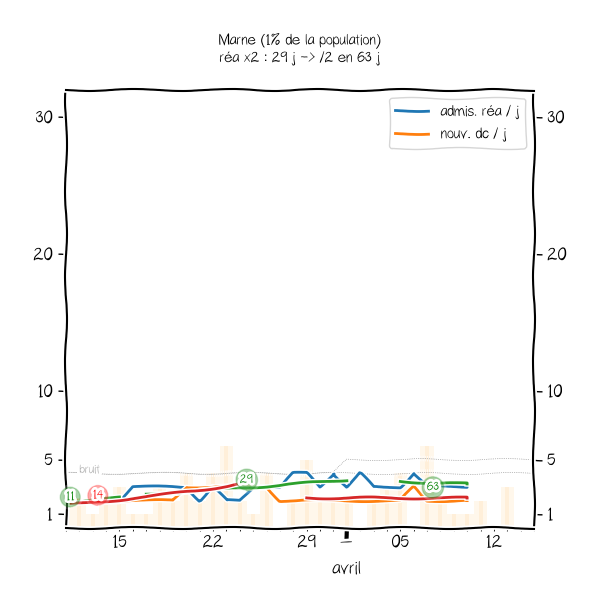 Marne (1% de la population)
réa x2 : 29 j -> /2 en 63 j
admis. réa / j
nouv. dc / j
30 30
20 20
10 10
5 5
1 1
bruit
11 14 29 63
15 22 29 05 12
avril